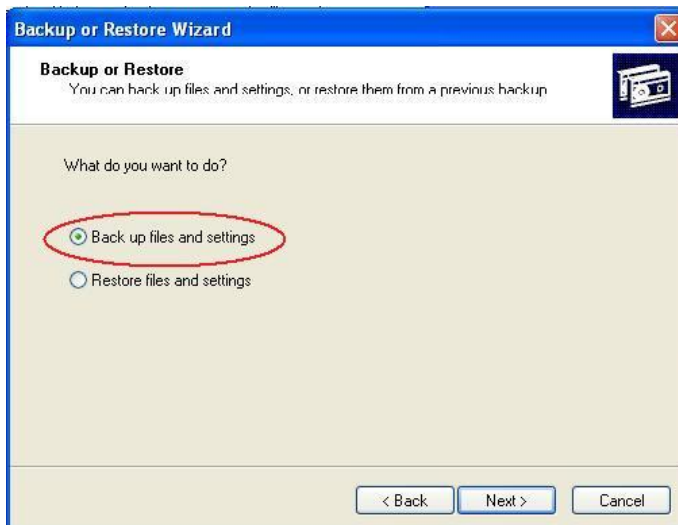 Backup or Restore Wizard
Backup or Restore
You can back up files and settings, or restore them from a previous backup
What do you want to do?
Back up files and settings
Restore files and settings
< Back
Next >
Cancel